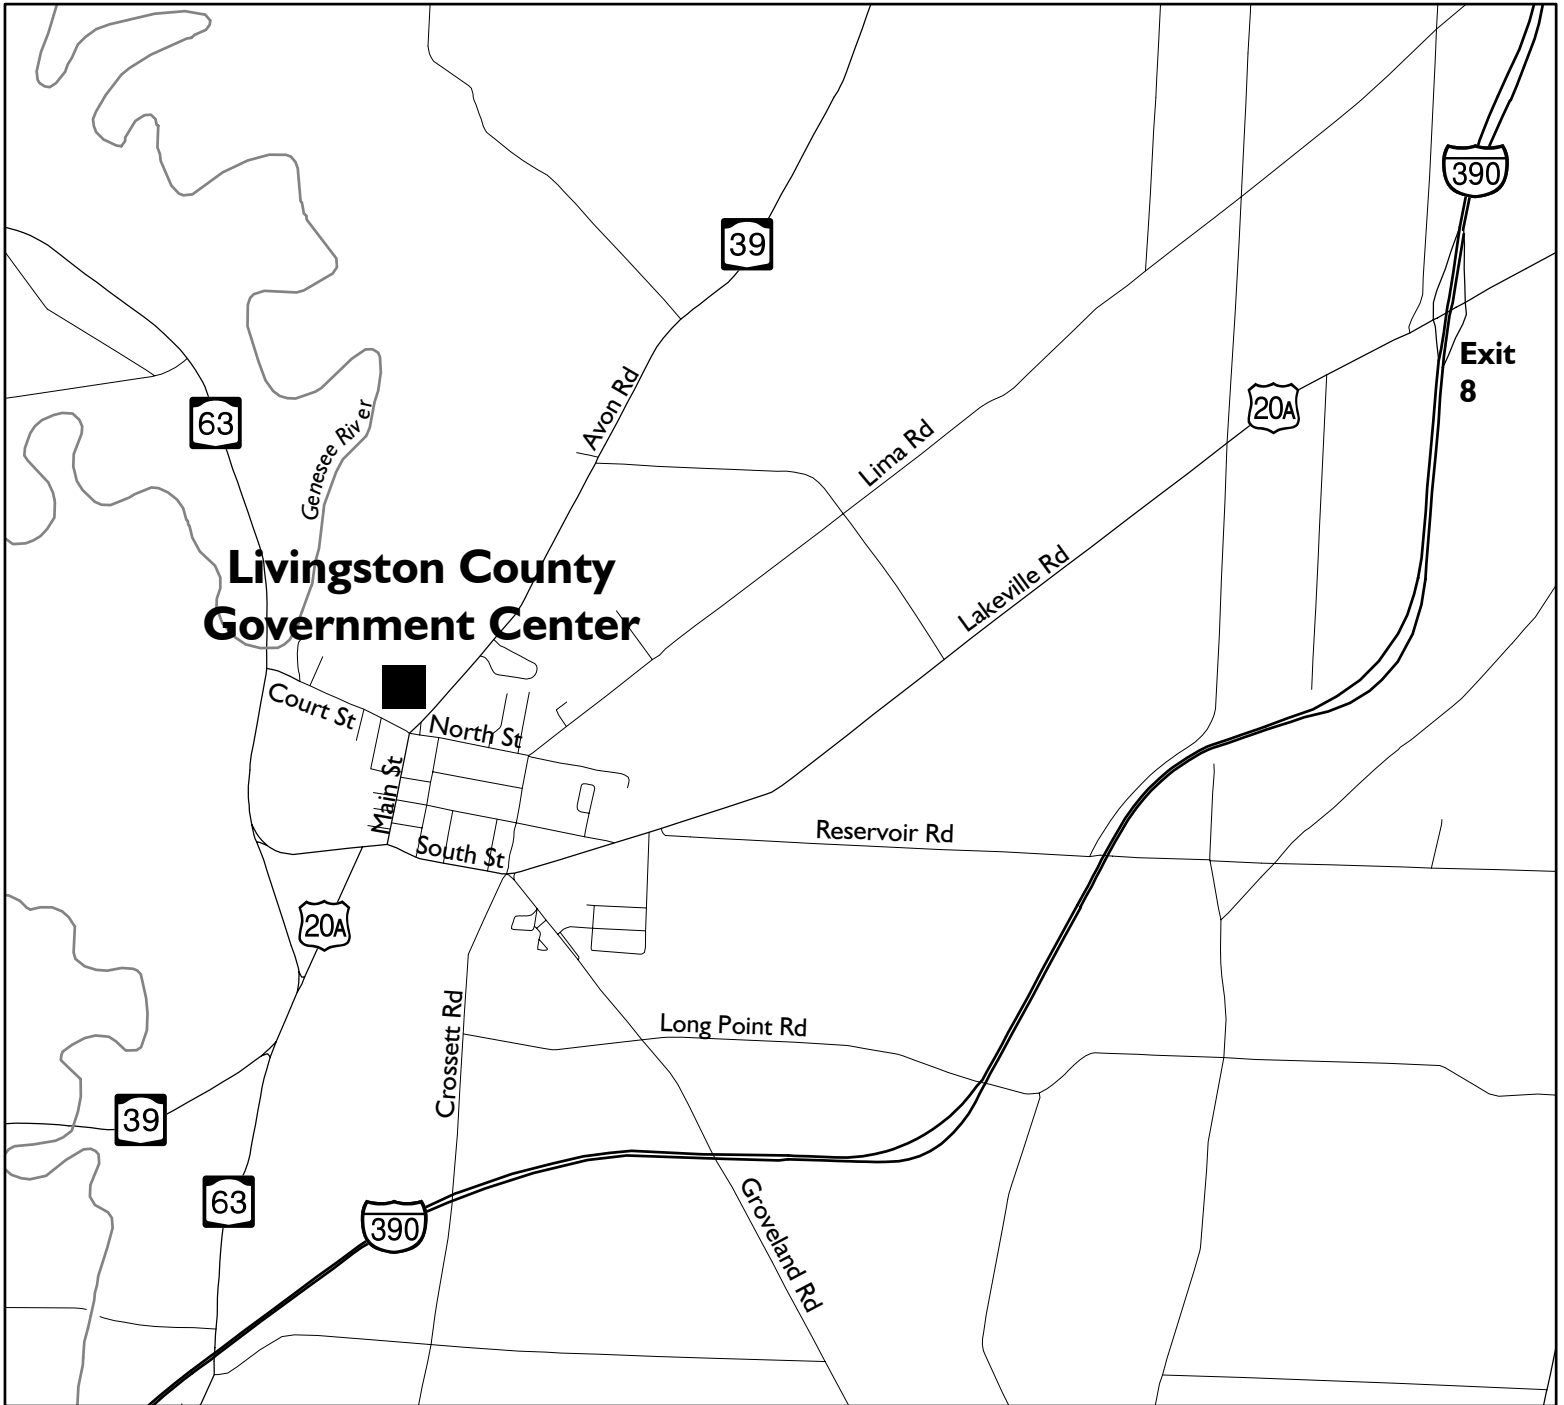 390
39
Exit
8
20A
Avon Rd
63
Genesee River
Lima Rd
Livingston County
Government Center
Lakeville Rd
Court St
North St
Main St
South St
Reservoir Rd
20A
Crossett Rd
Long Point Rd
39
63
390
Groveland Rd